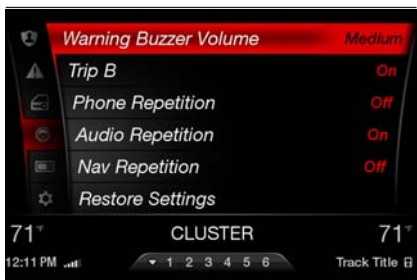 Warning Buzzer Volume Medium
Trip B On
Phone Repetition Off
Audio Repetition On
Nav Repetition Off
Restore Settings
71° CLUSTER 71°
12:11 PM 1 2 3 4 5 6 Track Title